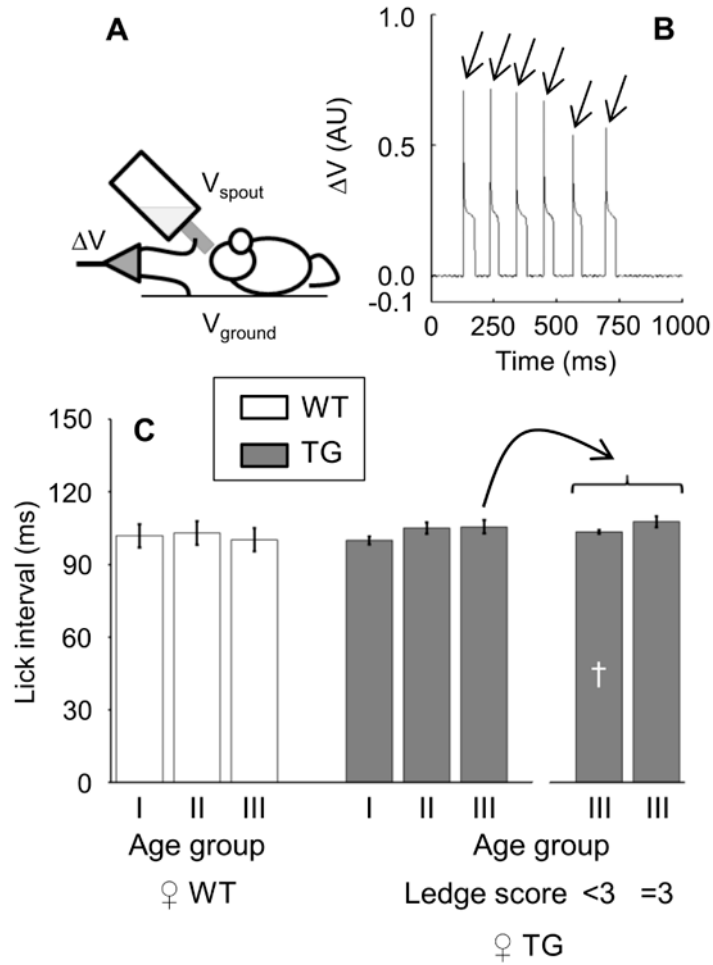 A
V_spout
ΔV
V_ground
B
ΔV (AU)
1.0
0.5
0.0
-0.1
0 250 500 750 1000
Time (ms)
C
WT
TG
Lick interval (ms)
150
120
90
60
30
0
†
I II III I II III III III
Age group Age group
♀ WT Ledge score <3 =3
♀ TG